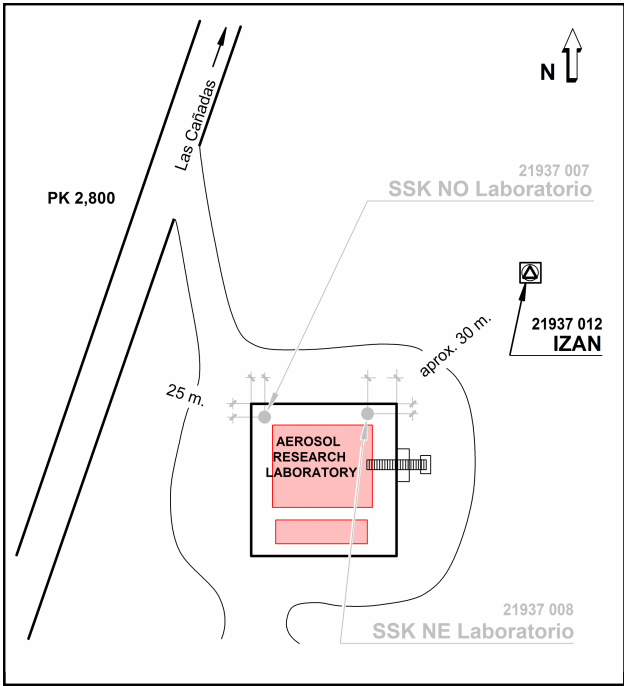 N
Las Cañadas
21937 007
SSK NO Laboratorio
PK 2,800
21937 012
IZAN
aprox. 30 m.
25 m.
AEROSOL
RESEARCH
LABORATORY
21937 008
SSK NE Laboratorio